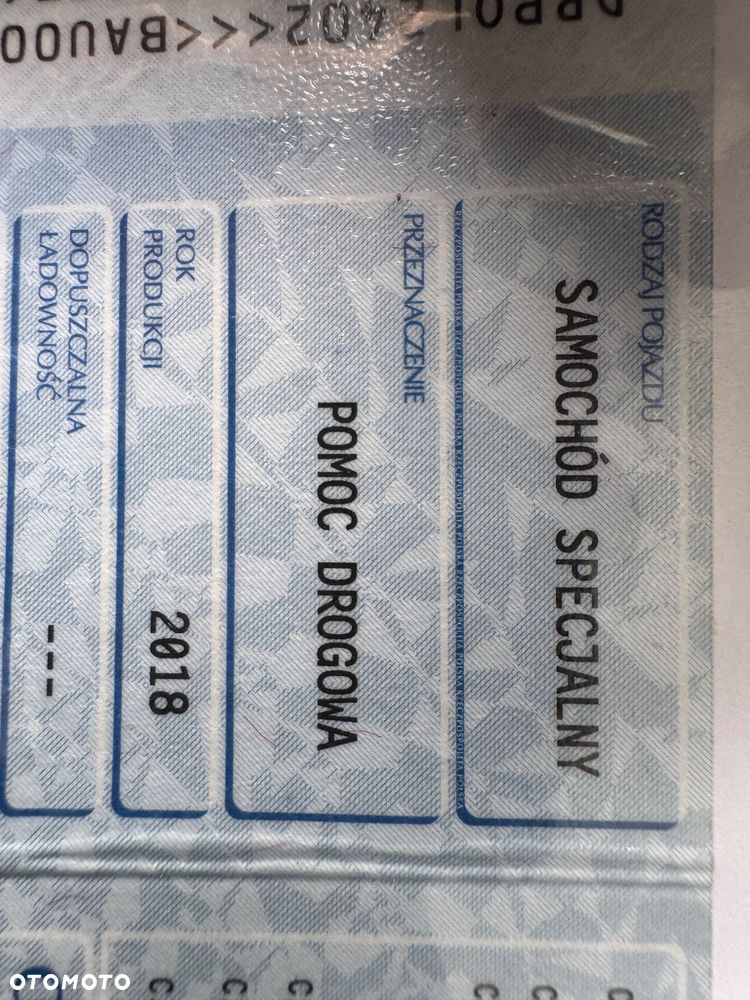 RODZAJ POJAZDU
SAMOCHÓD SPECJALNY
PRZEZNACZENIE
POMOC DROGOWA
ROK
PRODUKCJI
2018
DOPUSZCZALNA
ŁADOWNOŚĆ
---
OTOMOTO